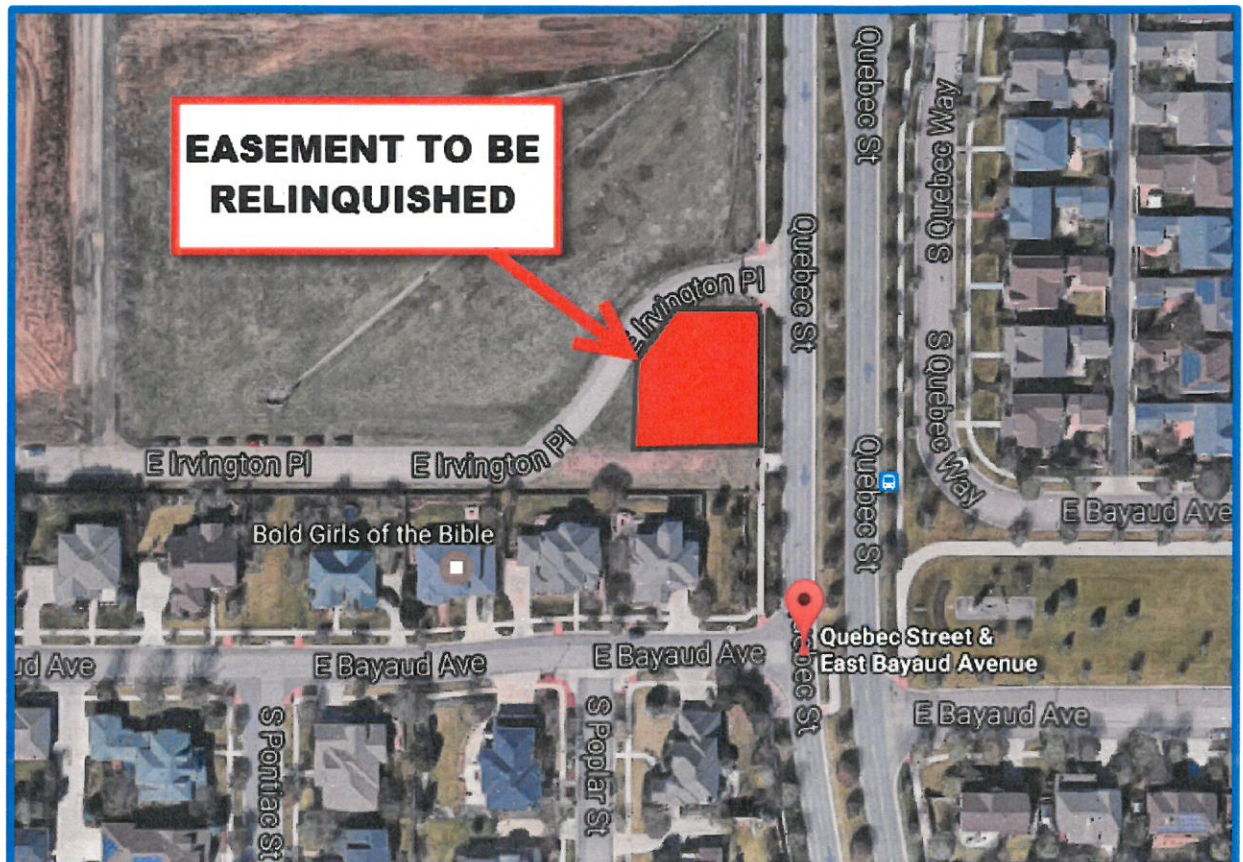 EASEMENT TO BE
RELINQUISHED
Quebec St
Quebec St
S Quebec Way
S Quebec Way
E Irvington Pl
E Irvington Pl
E Irvington Pl
Quebec St
Quebec St
E Bayaud Ave
Bold Girls of the Bible
Quebec Street &
East Bayaud Avenue
ud Ave
E Bayaud Ave
E Bayaud Ave
Quebec St
E Bayaud Ave
S Pontiac St
S Poplar St